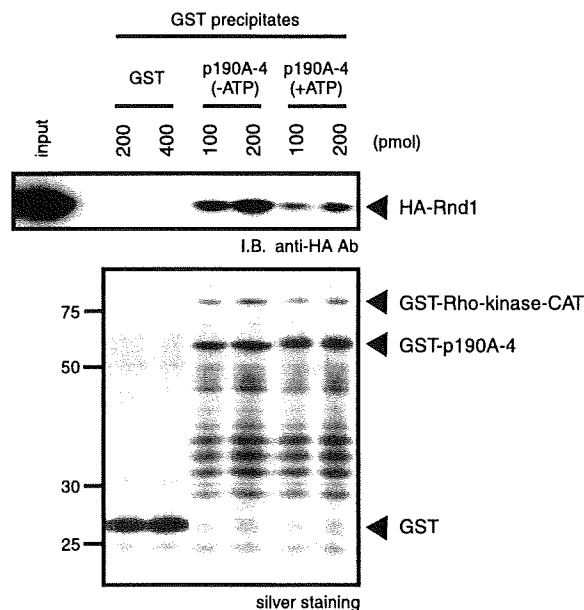 GST precipitates
GST
p190A-4
(-ATP)
p190A-4
(+ATP)
input
200
400
100
200
100
200
(pmol)
HA-Rnd1
I.B. anti-HA Ab
75
50
30
25
GST-Rho-kinase-CAT
GST-p190A-4
GST
silver staining